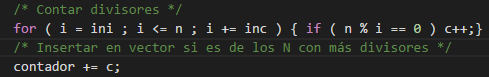 /* Contar divisores */
for ( i = ini ; i <= n ; i += inc ) { if ( n % i == 0 ) c++;}
/* Insertar en vector si es de los N con más divisores */
contador += c;